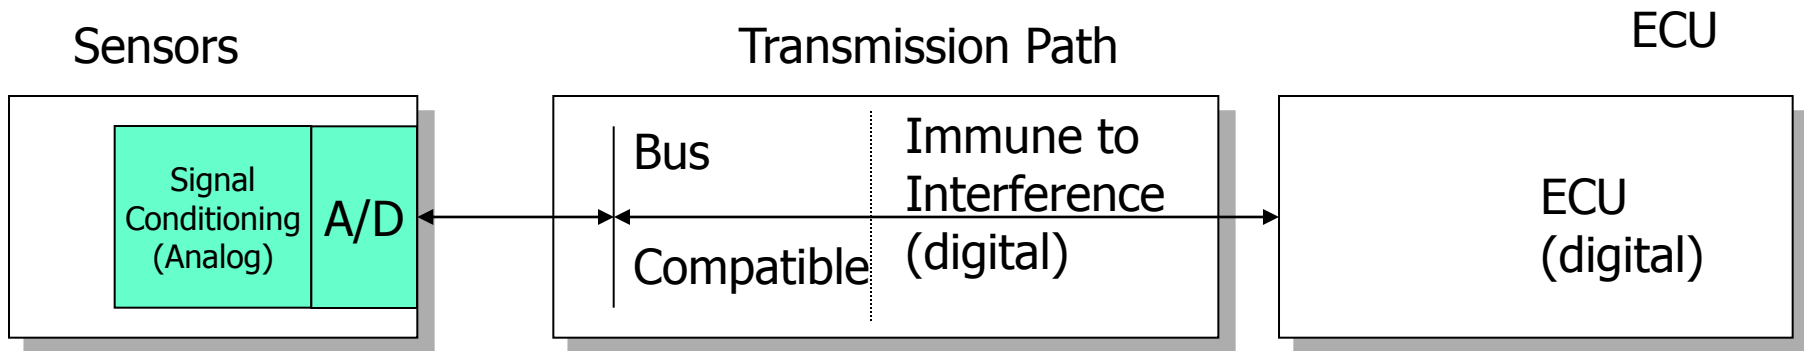 Sensors
Transmission Path
ECU
Signal
Conditioning
(Analog)
A/D
Bus
Compatible
Immune to
Interference
(digital)
ECU
(digital)